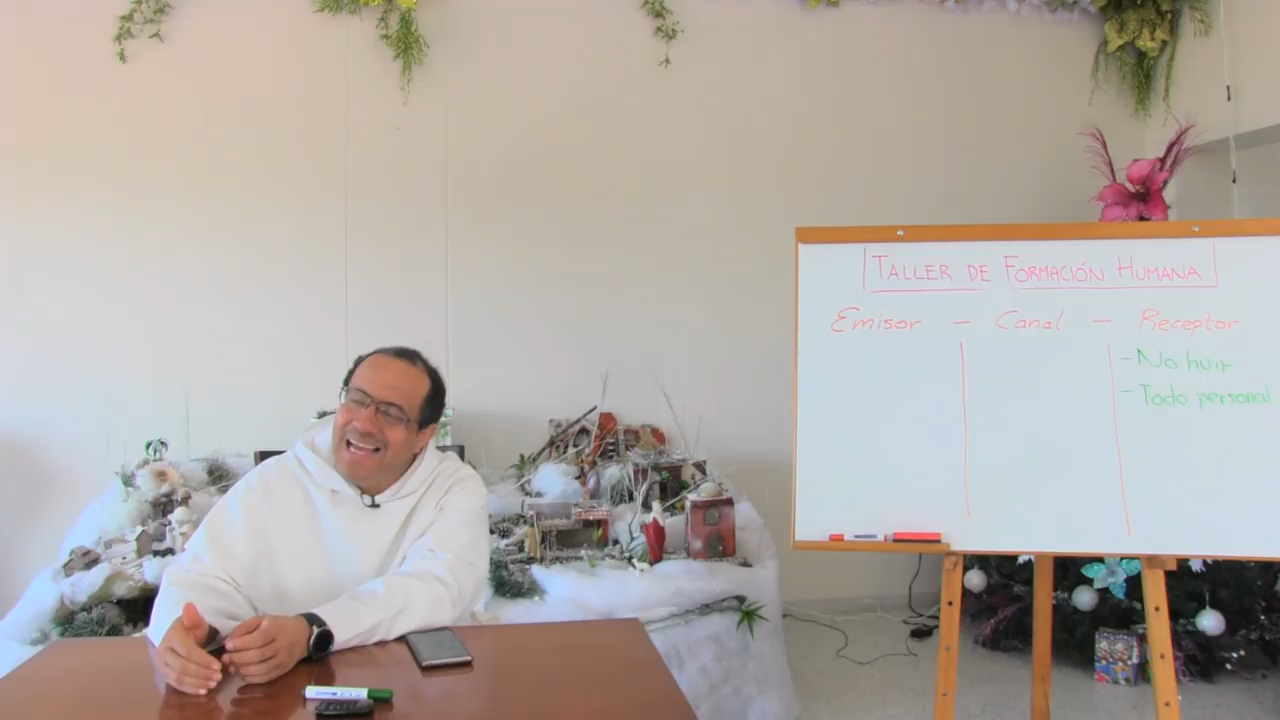 TALLER DE FORMACIÓN HUMANA
Emisor - Canal - Receptor
- No huir
- Todo personal